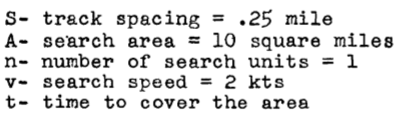 S- track spacing = .25 mile
A- search area = 10 square miles
n- number of search units = 1
v- search speed = 2 kts
t- time to cover the area